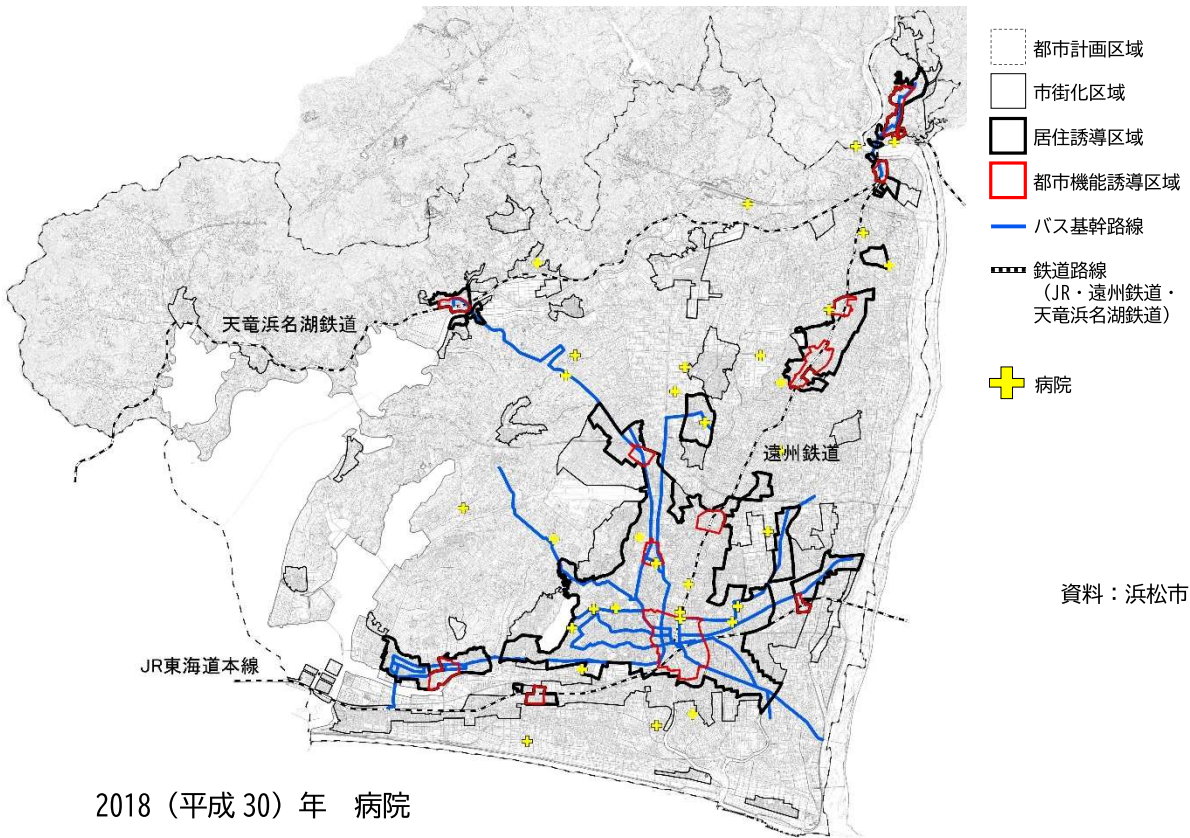 都市計画区域
市街化区域
居住誘導区域
都市機能誘導区域
バス基幹路線
鉄道路線
（JR・遠州鉄道・
天竜浜名湖鉄道）
病院
天竜浜名湖鉄道
遠州鉄道
資料：浜松市
JR東海道本線
2018（平成 30）年　病院